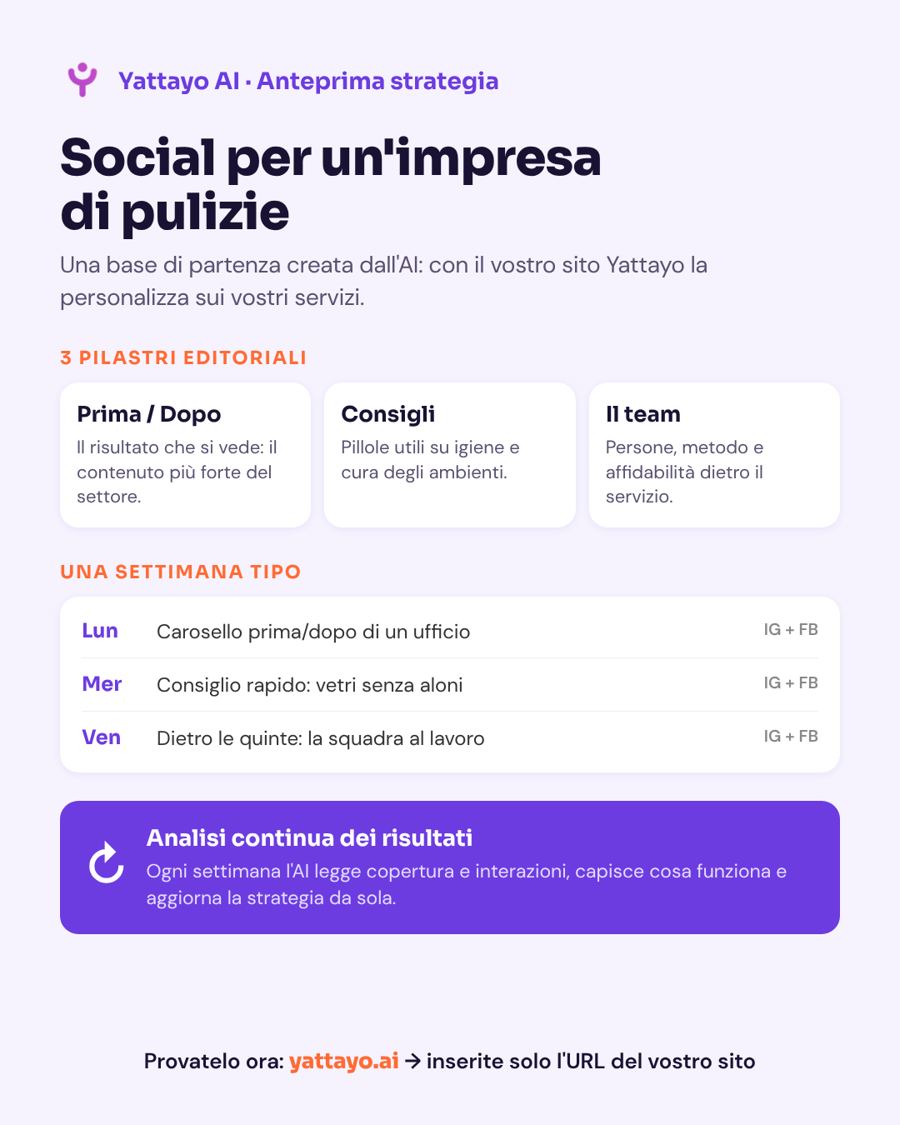 Yattayo AI · Anteprima strategia
Social per un'impresa
di pulizie
Una base di partenza creata dall'AI: con il vostro sito Yattayo la
personalizza sui vostri servizi.
3 PILASTRI EDITORIALI
Prima / Dopo
Il risultato che si vede: il
contenuto più forte del
settore.
Consigli
Pillole utili su igiene e
cura degli ambienti.
Il team
Persone, metodo e
affidabilità dietro il
servizio.
UNA SETTIMANA TIPO
Lun Carosello prima/dopo di un ufficio IG + FB
Mer Consiglio rapido: vetri senza aloni IG + FB
Ven Dietro le quinte: la squadra al lavoro IG + FB
Analisi continua dei risultati
Ogni settimana l'AI legge copertura e interazioni, capisce cosa funziona e
aggiorna la strategia da sola.
Provatelo ora: yattayo.ai → inserite solo l'URL del vostro sito